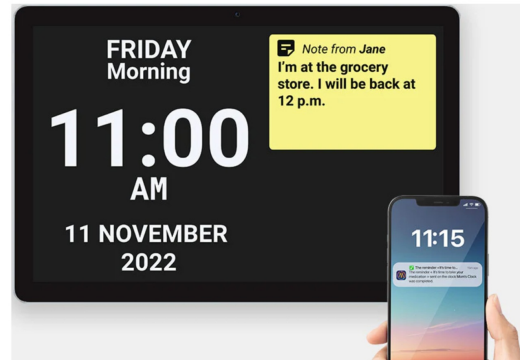 FRIDAY
Morning
11:00
AM
11 NOVEMBER
2022
Note from Jane
I'm at the grocery
store. I will be back at
12 p.m.
11:15